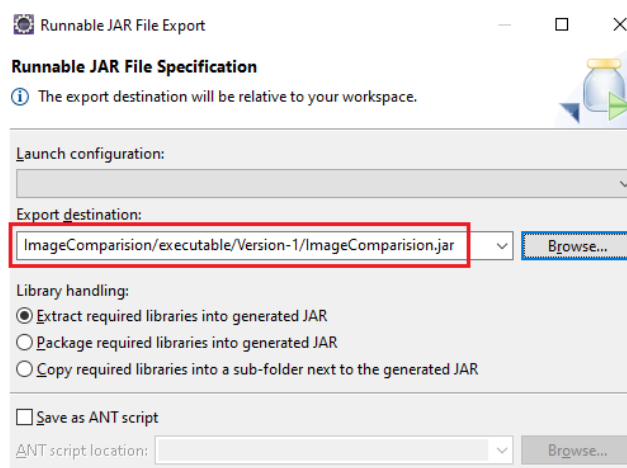 Runnable JAR File Export
Runnable JAR File Specification
The export destination will be relative to your workspace.
Launch configuration:
Export destination:
ImageComparision/executable/Version-1/ImageComparision.jar
Browse...
Library handling:
Extract required libraries into generated JAR
Package required libraries into generated JAR
Copy required libraries into a sub-folder next to the generated JAR
Save as ANT script
ANT script location:
Browse...